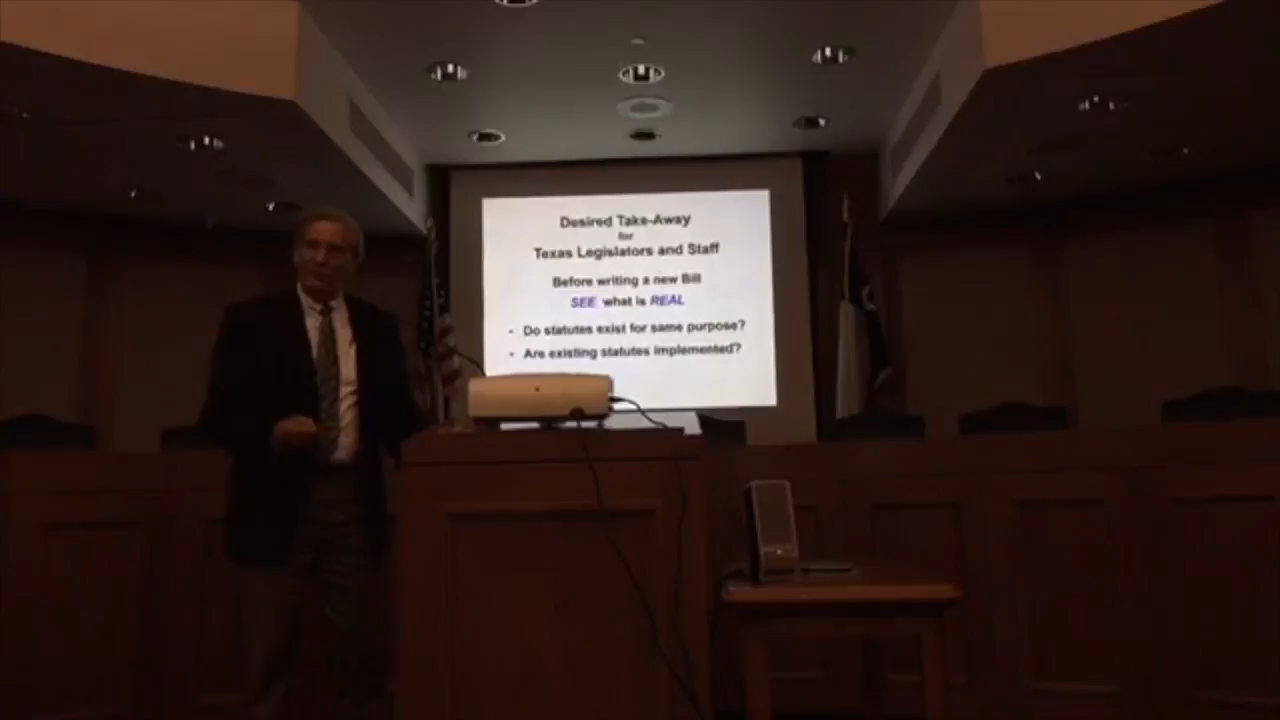 Desired Take-Away
for
Texas Legislators and Staff
Before writing a new Bill
SEE what is REAL
• Do statutes exist for same purpose?
• Are existing statutes implemented?